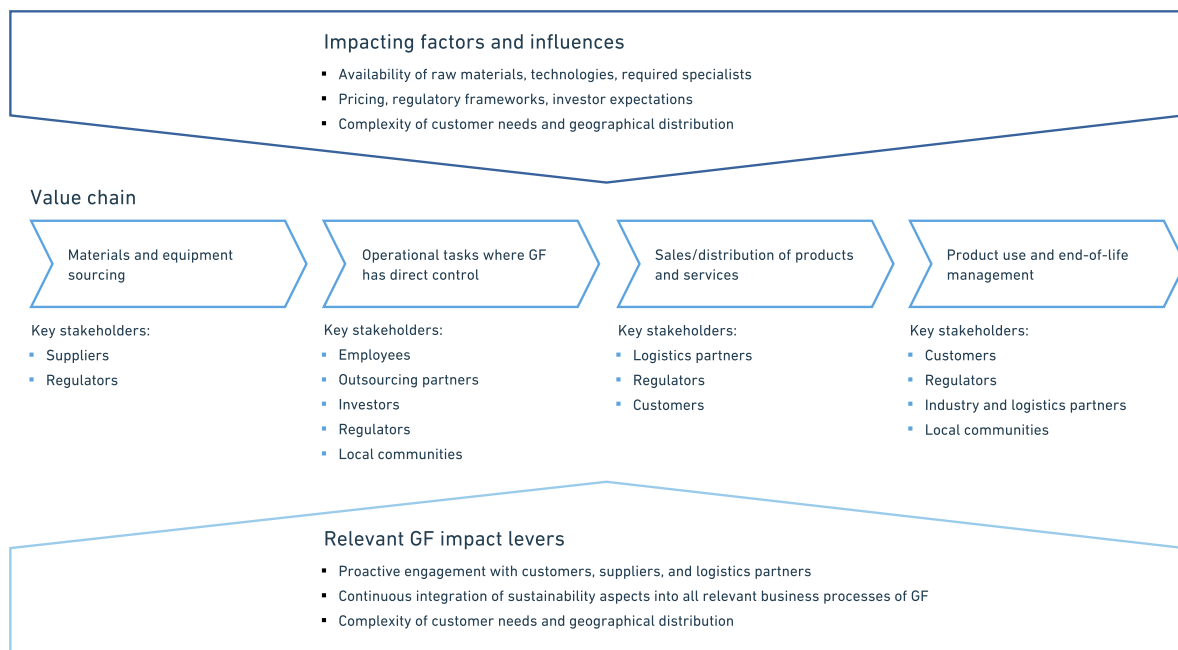 Impacting factors and influences
Availability of raw materials, technologies, required specialists
Pricing, regulatory frameworks, investor expectations
Complexity of customer needs and geographical distribution
Value chain
Materials and equipment
sourcing
Key stakeholders:
Suppliers
Regulators
Operational tasks where GF
has direct control
Key stakeholders:
Employees
Outsourcing partners
Investors
Regulators
Local communities
Sales/distribution of products
and services
Key stakeholders:
Logistics partners
Regulators
Customers
Product use and end-of-life
management
Key stakeholders:
Customers
Regulators
Industry and logistics partners
Local communities
Relevant GF impact levers
Proactive engagement with customers, suppliers, and logistics partners
Continuous integration of sustainability aspects into all relevant business processes of GF
Complexity of customer needs and geographical distribution